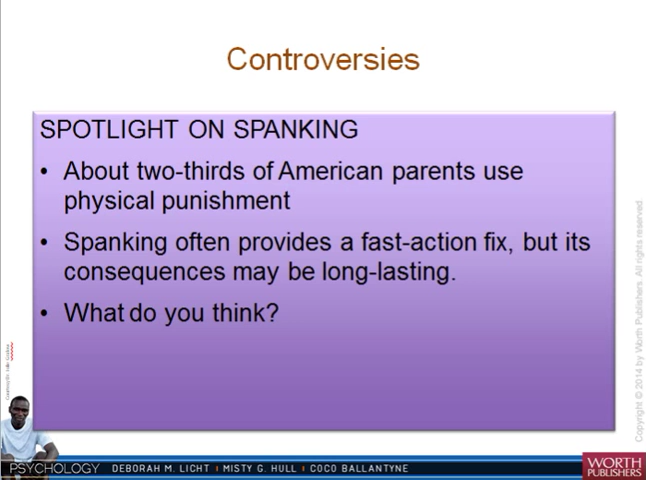 Controversies
SPOTLIGHT ON SPANKING
• About two-thirds of American parents use
physical punishment
• Spanking often provides a fast-action fix, but its
consequences may be long-lasting.
• What do you think?
Copyright © 2014 by Worth Publishers. All rights reserved
PSYCHOLOGY DEBORAH M. LICHT | MISTY G. HULL | COCO BALLANTYNE
WORTH
PUBLISHERS